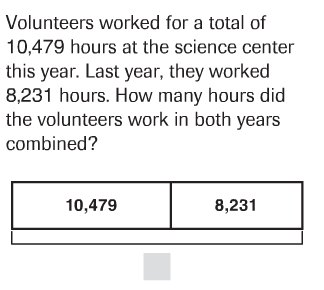 Volunteers worked for a total of
10,479 hours at the science center
this year. Last year, they worked
8,231 hours. How many hours did
the volunteers work in both years
combined?
10,479 8,231